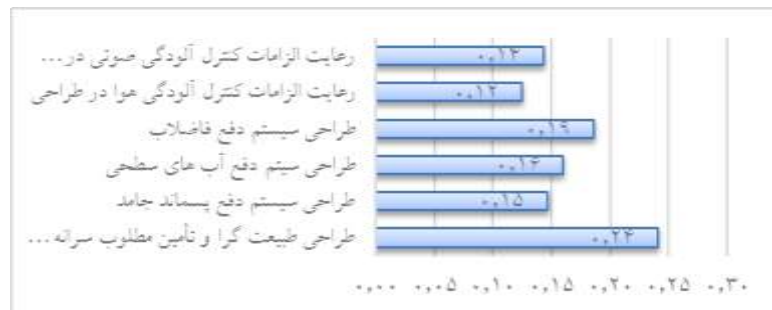 رعایت الزامات کنترل آلودگی صوتی در... ۰,۱۴
رعایت الزامات کنترل آلودگی هوا در طراحی ۰,۱۲
طراحی سیستم دفع فاضلاب ۰,۱۹
طراحی سیتم دفع آب های سطحی ۰,۱۶
طراحی سیستم دفع پسماند جامد ۰,۱۵
طراحی طبیعت گرا و تأمین مطلوب سرانه... ۰,۲۴
۰,۰۰ ۰,۰۵ ۰,۱۰ ۰,۱۵ ۰,۲۰ ۰,۲۵ ۰,۳۰